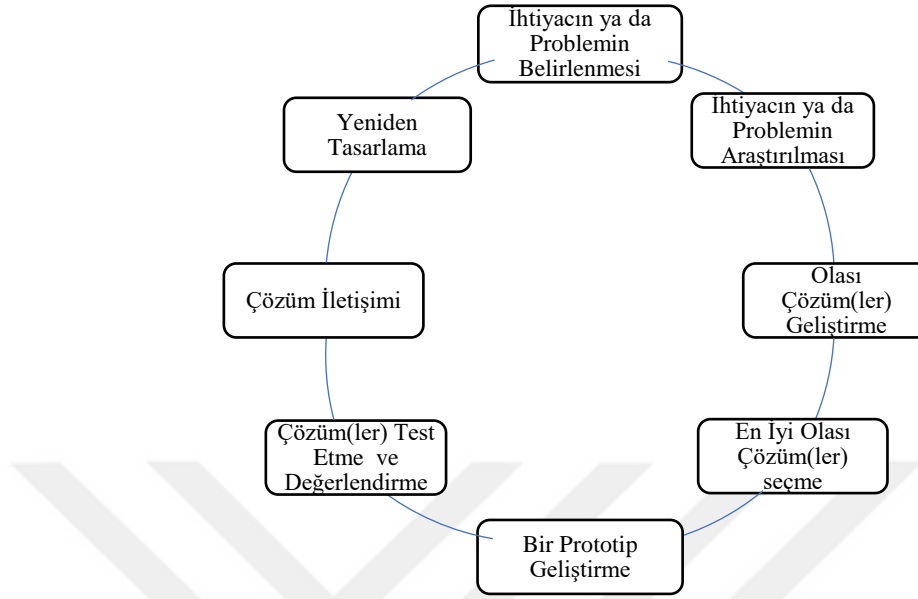 İhtiyacın ya da
Problemin
Belirlenmesi
İhtiyacın ya da
Problemin
Araştırılması
Olası
Çözüm(ler)
Geliştirme
En İyi Olası
Çözüm(ler)
seçme
Bir Prototip
Geliştirme
Çözüm(ler) Test
Etme ve
Değerlendirme
Çözüm İletişimi
Yeniden
Tasarlama